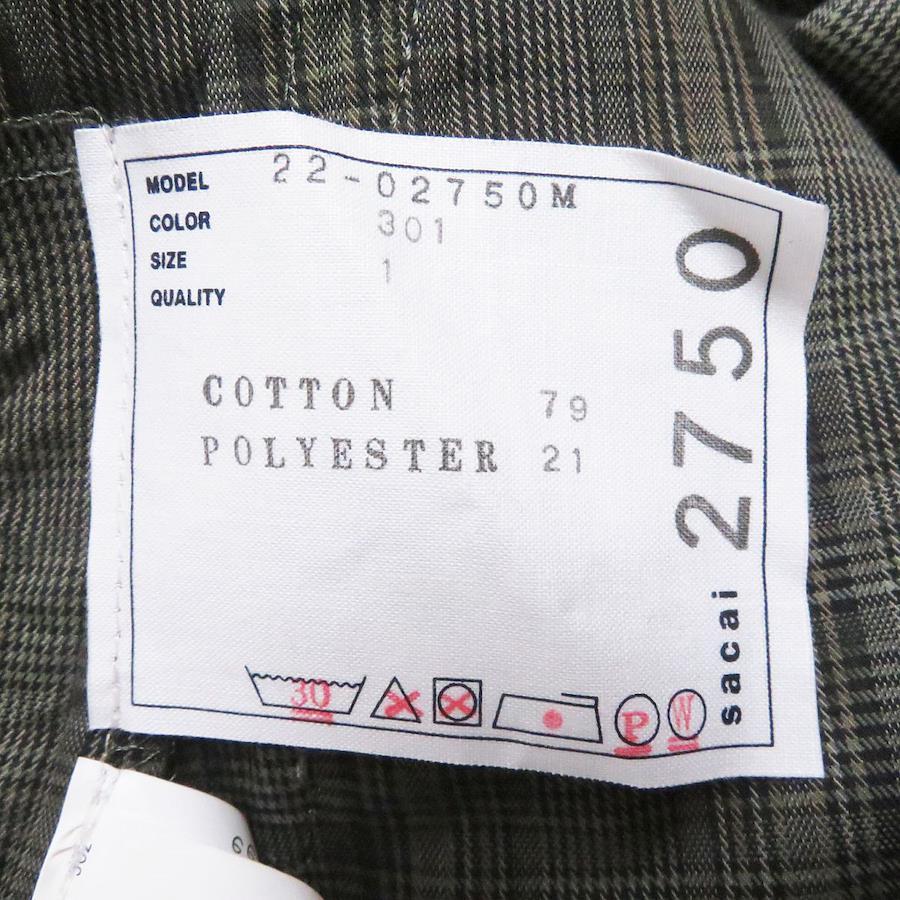 MODEL 22-02750M
COLOR 301
SIZE 1
QUALITY
COTTON 79
POLYESTER 21
sacai 2750
30
P
W